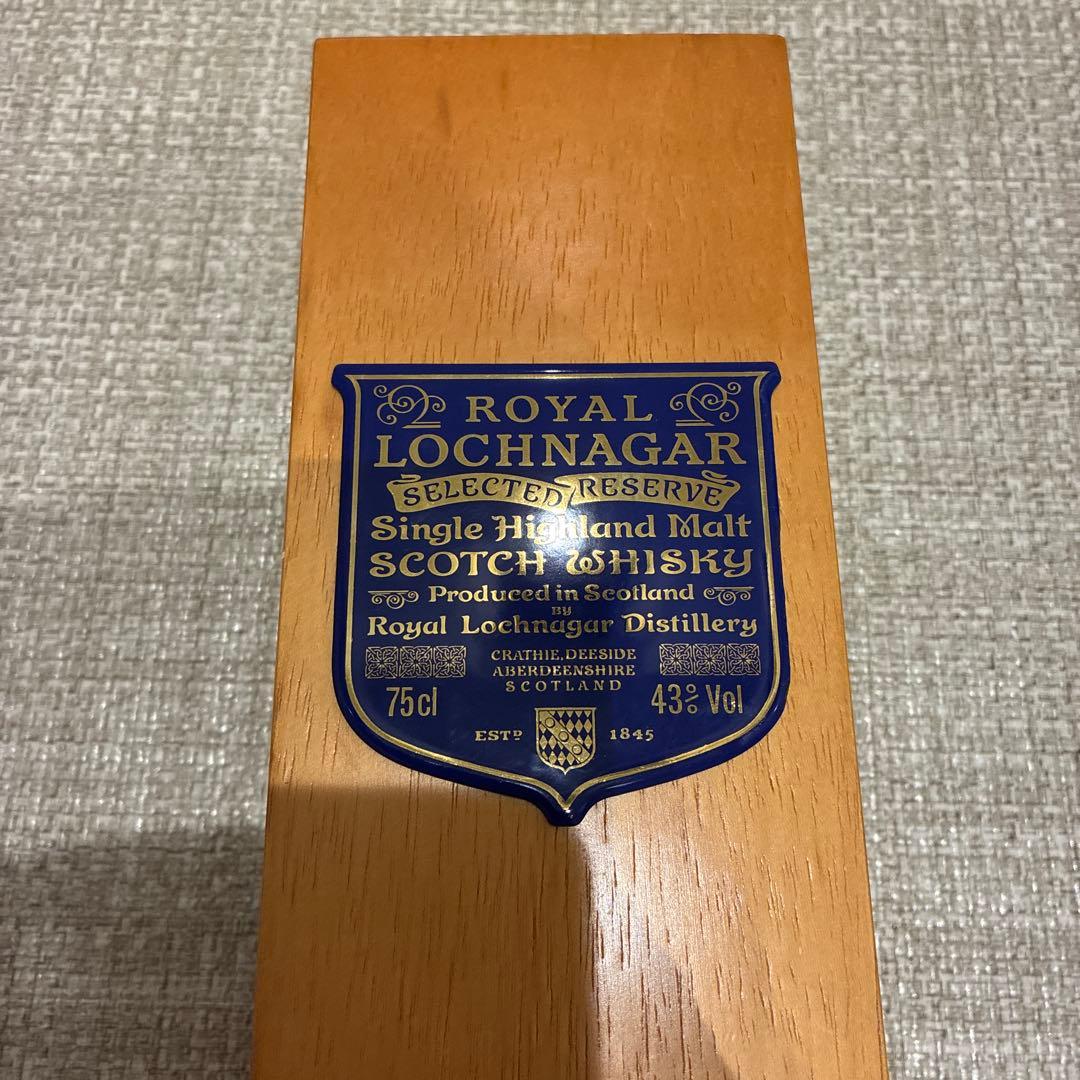 ROYAL
LOCHNAGAR
SELECTED RESERVE
Single Highland Malt
SCOTCH WHISKY
Produced in Scotland
BY
Royal Lochnagar Distillery
CRATHIE, DEESIDE
ABERDEENSHIRE
SCOTLAND
75cl 43% Vol
ESTD 1845